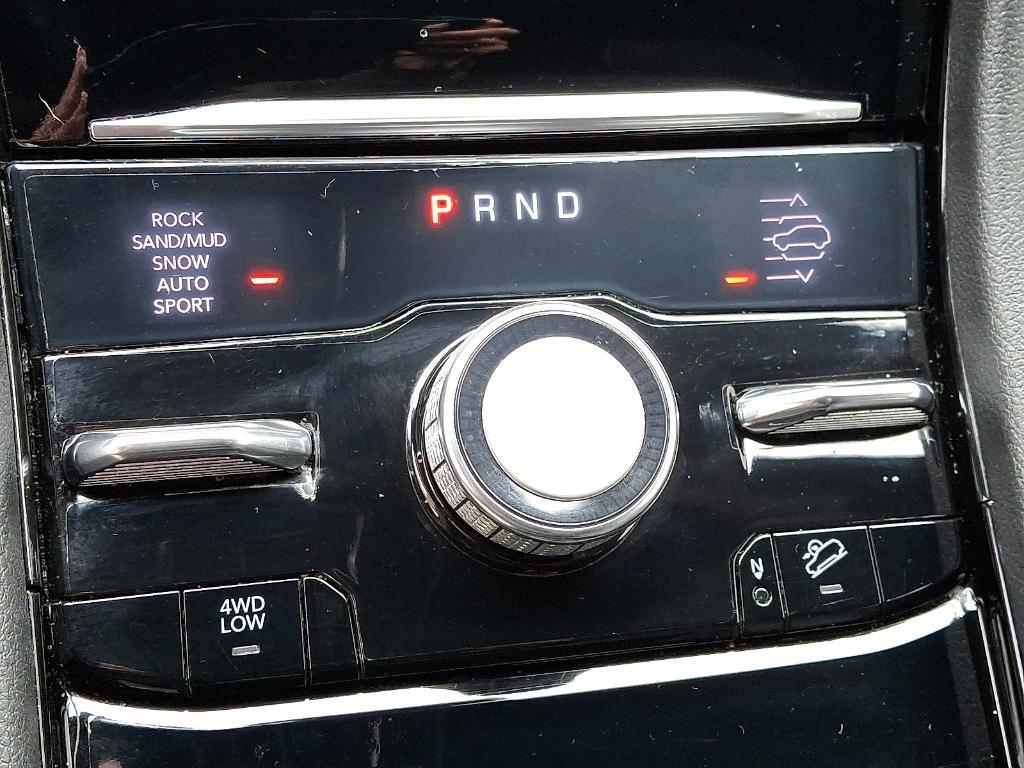 P R N D
ROCK
SAND/MUD
SNOW
AUTO
SPORT
N
4WD
LOW